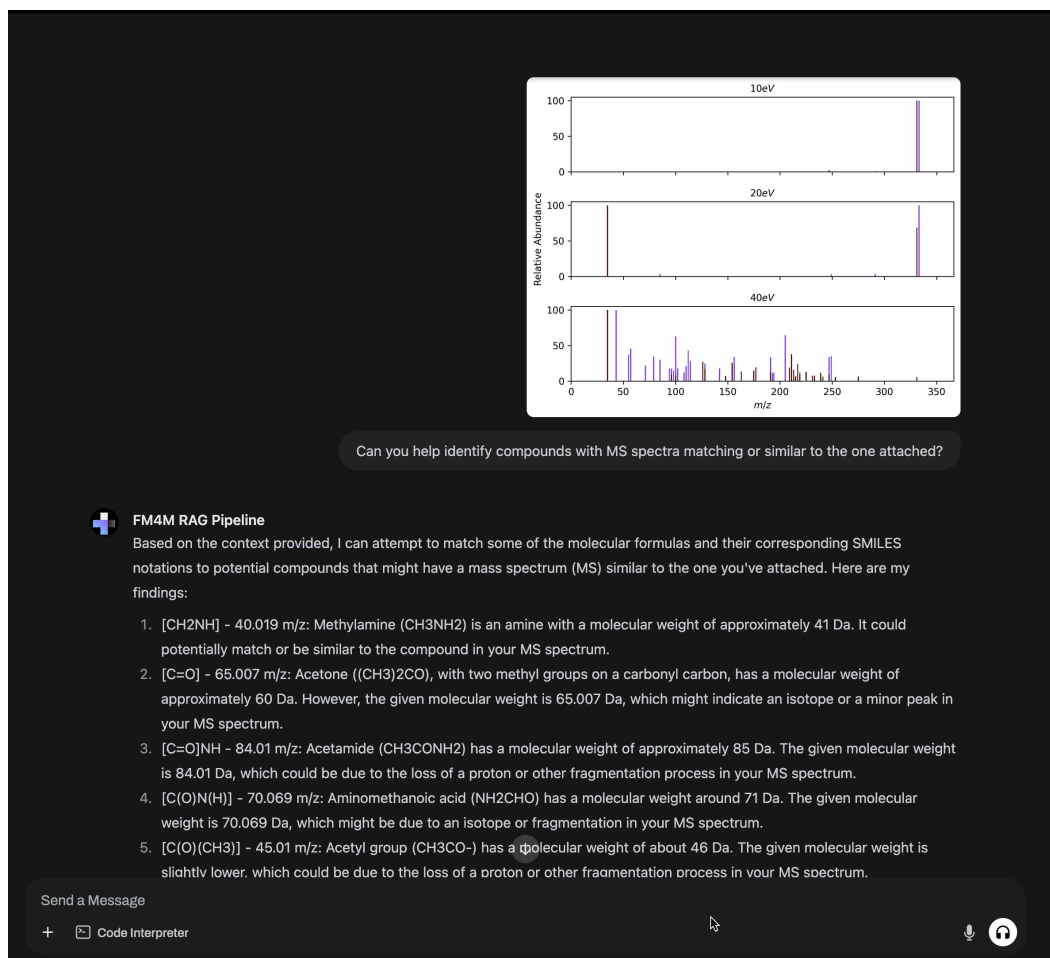 10eV
100
50
0
20eV
100
50
0
Relative Abundance
40eV
100
50
0
0 50 100 150 200 250 300 350
m/z
Can you help identify compounds with MS spectra matching or similar to the one attached?
FM4M RAG Pipeline
Based on the context provided, I can attempt to match some of the molecular formulas and their corresponding SMILES
notations to potential compounds that might have a mass spectrum (MS) similar to the one you've attached. Here are my
findings:
1. [CH2NH] - 40.019 m/z: Methylamine (CH3NH2) is an amine with a molecular weight of approximately 41 Da. It could
potentially match or be similar to the compound in your MS spectrum.
2. [C=O] - 65.007 m/z: Acetone ((CH3)2CO), with two methyl groups on a carbonyl carbon, has a molecular weight of
approximately 60 Da. However, the given molecular weight is 65.007 Da, which might indicate an isotope or a minor peak in
your MS spectrum.
3. [C=O]NH - 84.01 m/z: Acetamide (CH3CONH2) has a molecular weight of approximately 85 Da. The given molecular weight
is 84.01 Da, which could be due to the loss of a proton or other fragmentation process in your MS spectrum.
4. [C(O)N(H)] - 70.069 m/z: Aminomethanoic acid (NH2CHO) has a molecular weight around 71 Da. The given molecular
weight is 70.069 Da, which might be due to an isotope or fragmentation in your MS spectrum.
5. [C(O)(CH3)] - 45.01 m/z: Acetyl group (CH3CO-) has a molecular weight of about 46 Da. The given molecular weight is
slightly lower, which could be due to the loss of a proton or other fragmentation process in your MS spectrum.
Send a Message
Code Interpreter